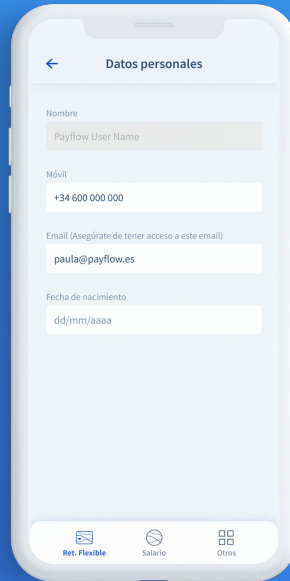 Datos personales
Nombre
Payflow User Name
Móvil
+34 600 000 000
Email (Asegúrate de tener acceso a este email)
paula@payflow.es
Fecha de nacimiento
dd/mm/aaaa
Ret. Flexible
Salario
Otros